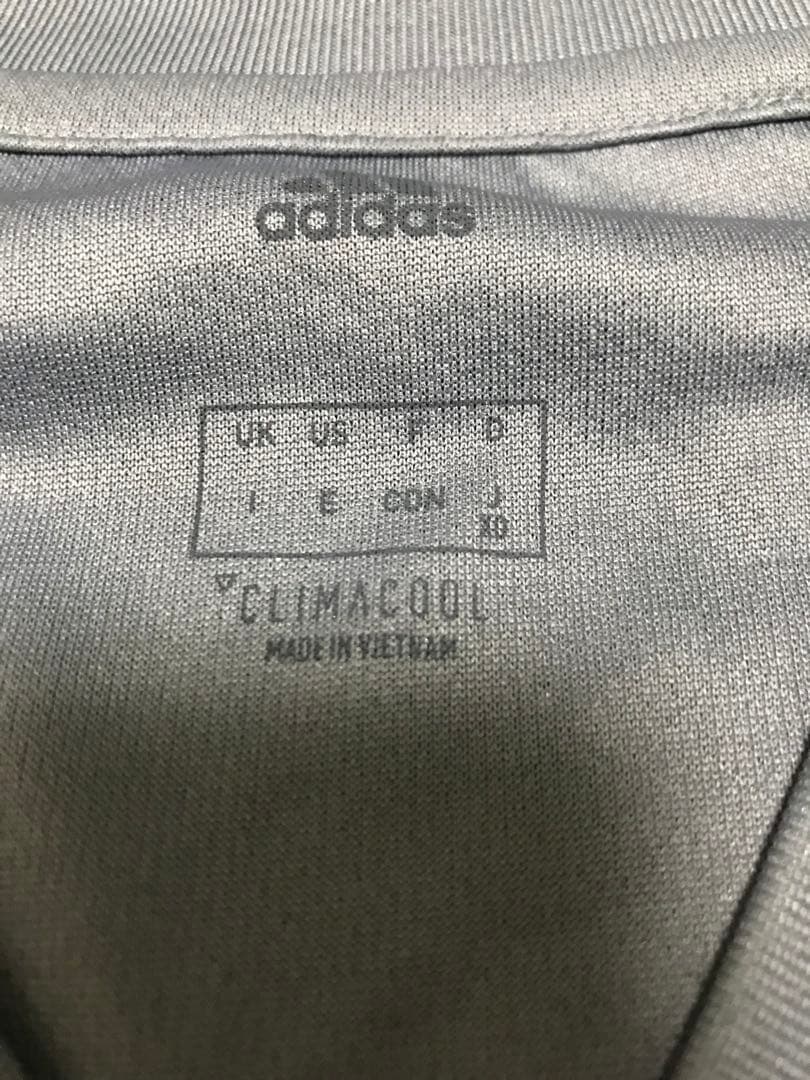 adidas
UK US F D
I E CON J
XO
CLIMACOOL
MADE IN VIETNAM